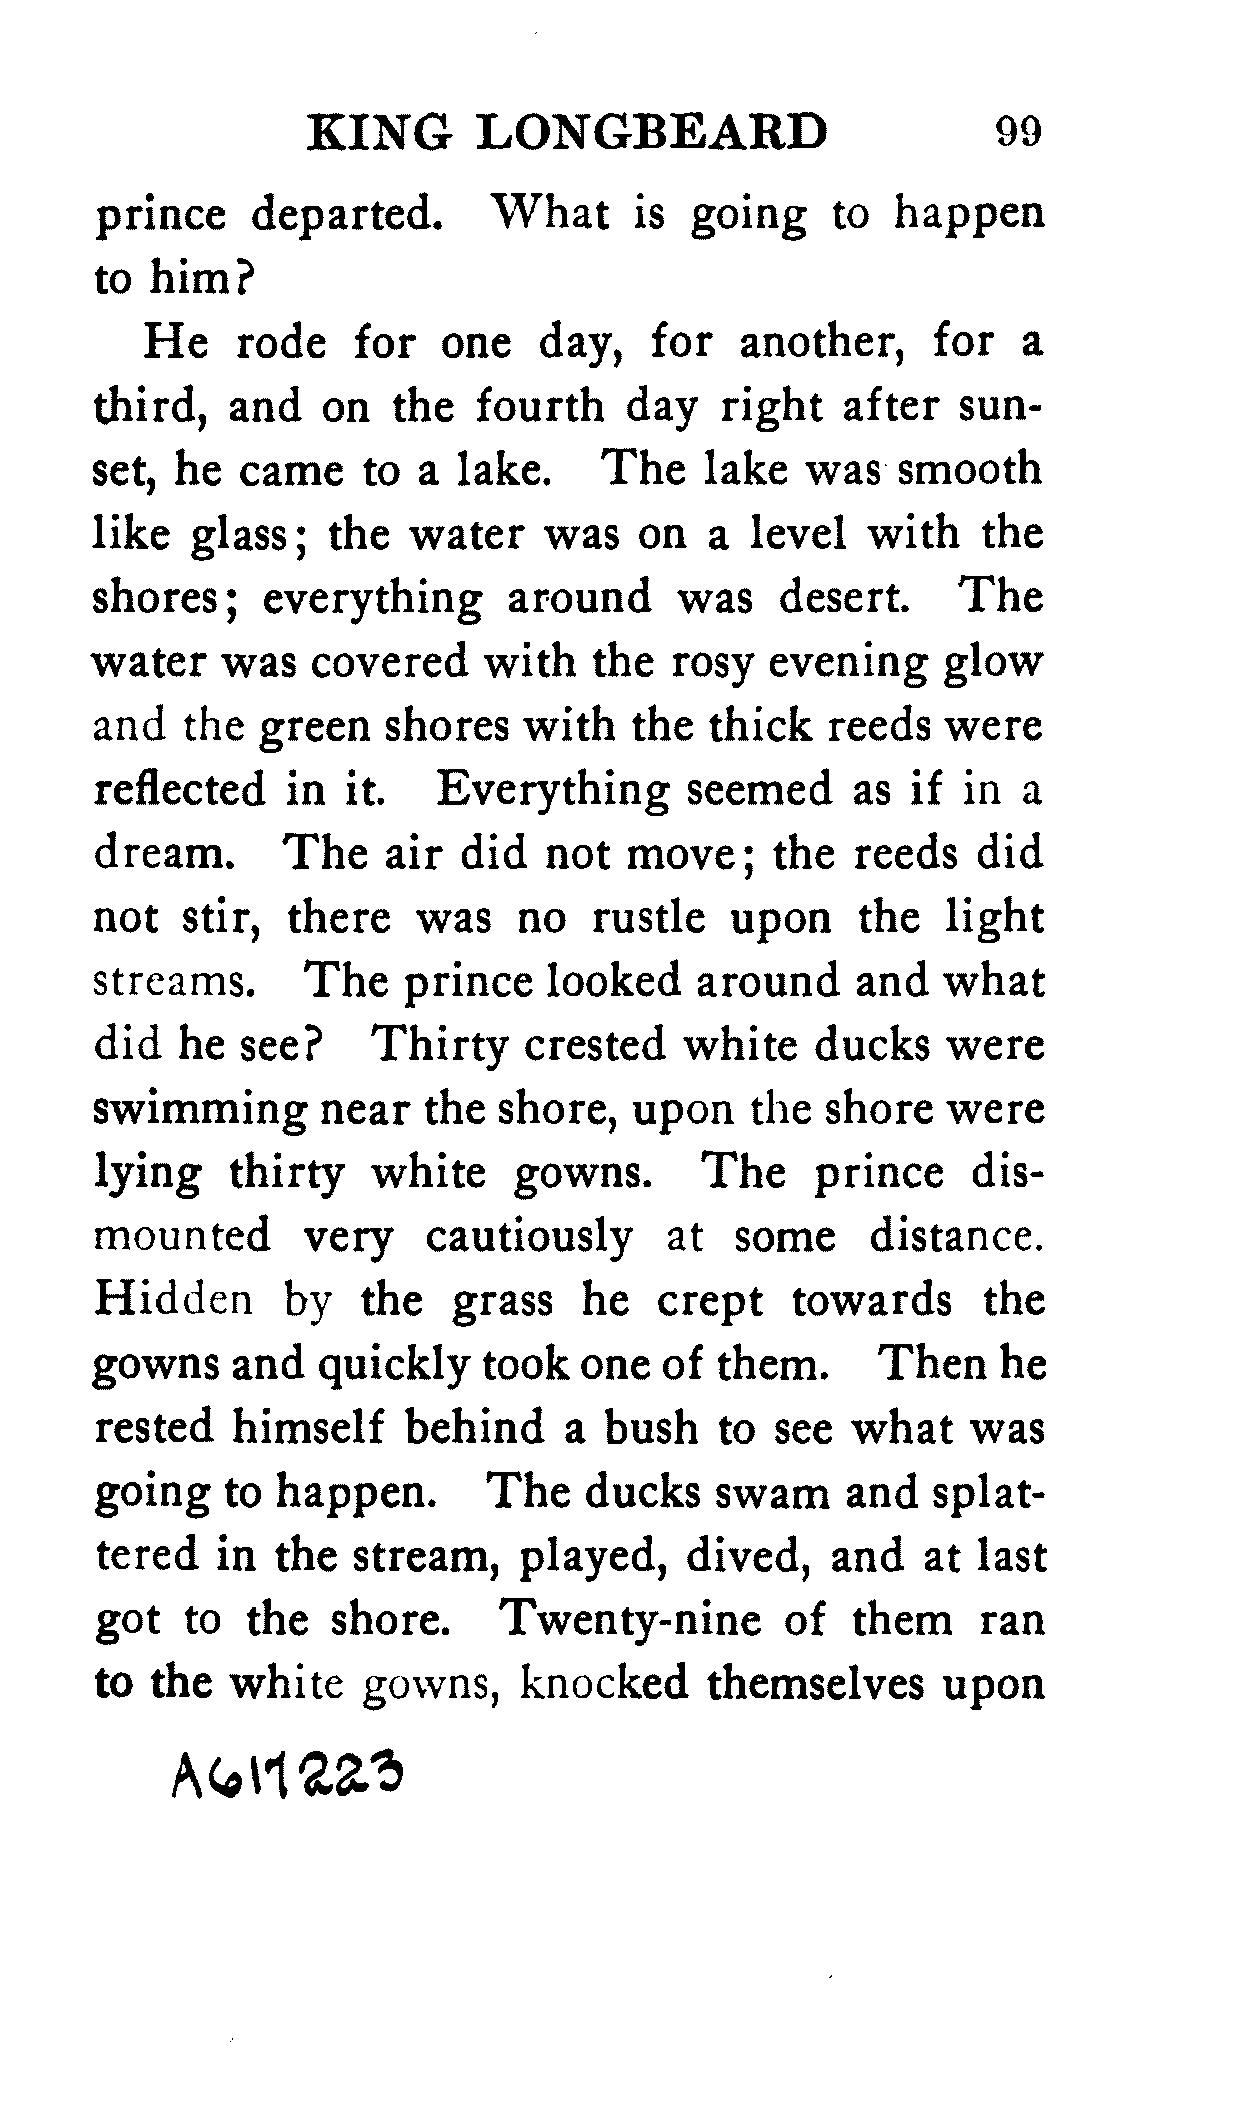 KING LONGBEARD 99
prince departed. What is going to happen
to him?
He rode for one day, for another, for a
third, and on the fourth day right after sun-
set, he came to a lake. The lake was smooth
like glass; the water was on a level with the
shores; everything around was desert. The
water was covered with the rosy evening glow
and the green shores with the thick reeds were
reflected in it. Everything seemed as if in a
dream. The air did not move; the reeds did
not stir, there was no rustle upon the light
streams. The prince looked around and what
did he see? Thirty crested white ducks were
swimming near the shore, upon the shore were
lying thirty white gowns. The prince dis-
mounted very cautiously at some distance.
Hidden by the grass he crept towards the
gowns and quickly took one of them. Then he
rested himself behind a bush to see what was
going to happen. The ducks swam and splat-
tered in the stream, played, dived, and at last
got to the shore. Twenty-nine of them ran
to the white gowns, knocked themselves upon
A617223